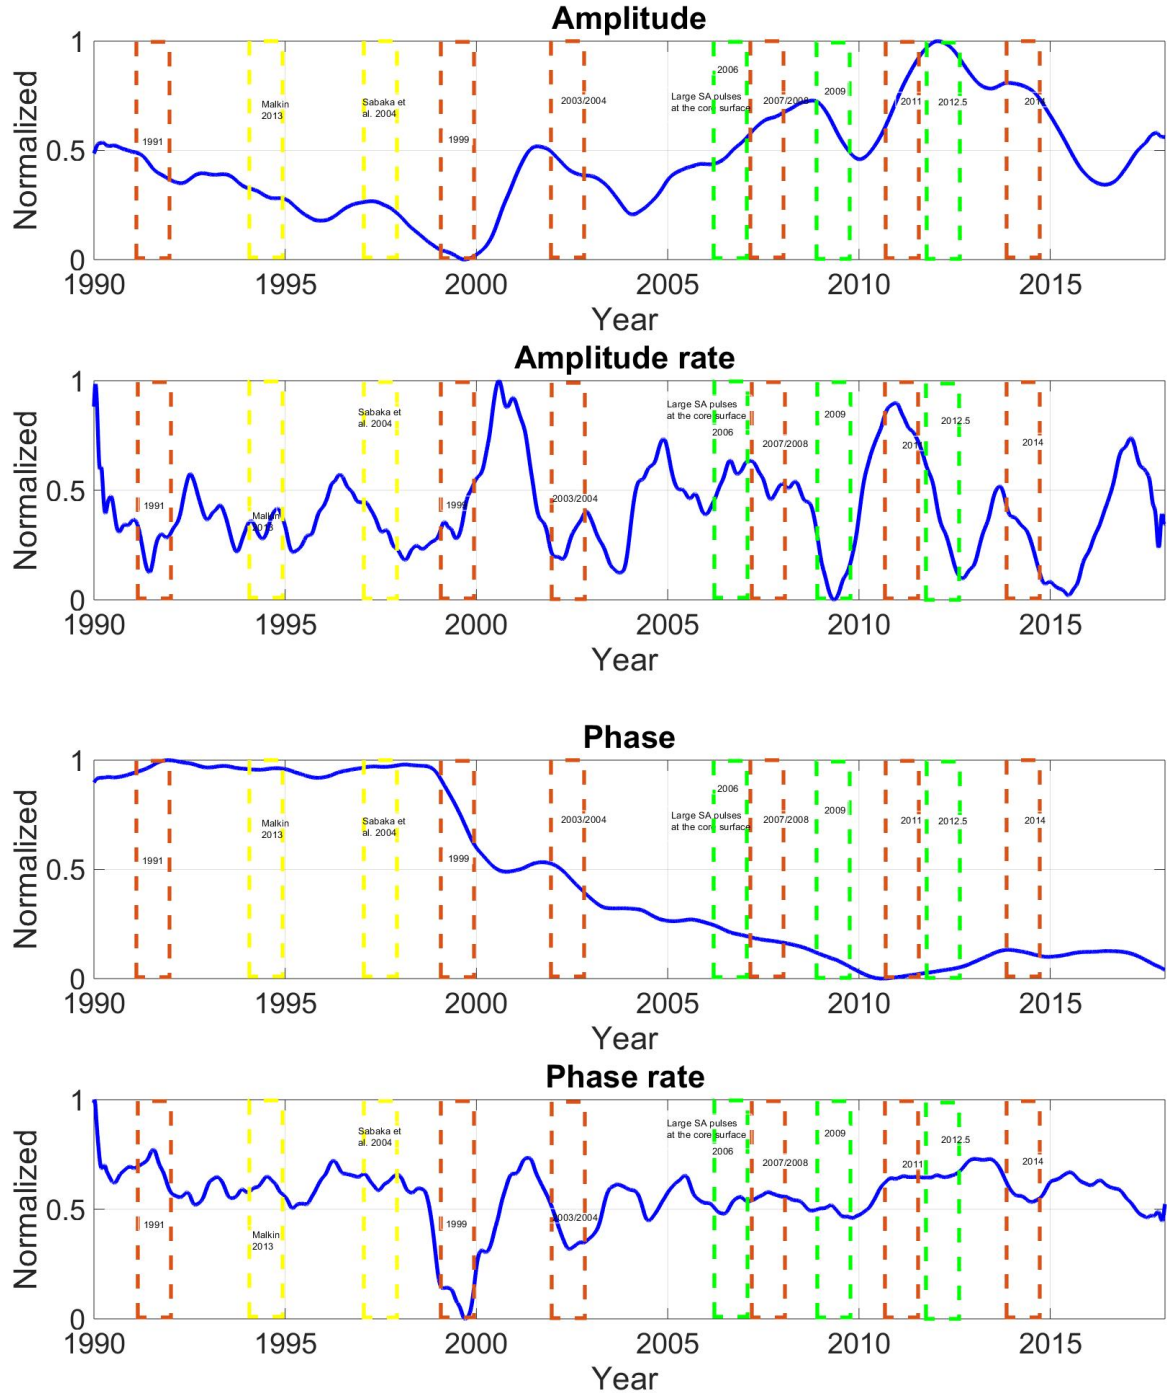 Amplitude
1
0.5
0
Normalized
1991
Malkin
2013
Sabaka et
al. 2004
1999
2003/2004
2006
Large SA pulses
at the core surface
2007/2008
2009
2011
2012.5
2014
1990 1995 2000 2005 2010 2015
Year
Amplitude rate
1
0.5
0
Normalized
1991
Malkin
2013
Sabaka et
al. 2004
1999
2003/2004
Large SA pulses
at the core surface
2006
2007/2008
2009
2011
2012.5
2014
1990 1995 2000 2005 2010 2015
Year
Phase
1
0.5
0
Normalized
1991
Malkin
2013
Sabaka et
al. 2004
1999
2003/2004
2006
Large SA pulses
at the core surface
2007/2008
2009
2011
2012.5
2014
1990 1995 2000 2005 2010 2015
Year
Phase rate
1
0.5
0
Normalized
1991
Malkin
2013
Sabaka et
al. 2004
1999
2003/2004
Large SA pulses
at the core surface
2006
2007/2008
2009
2011
2012.5
2014
1990 1995 2000 2005 2010 2015
Year